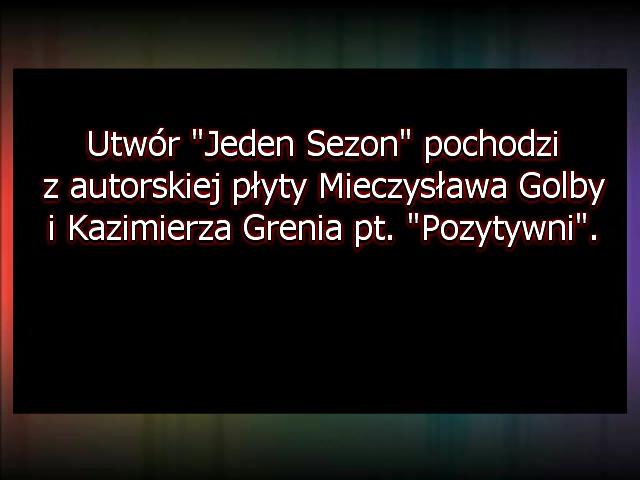 Utwór "Jeden Sezon" pochodzi
z autorskiej płyty Mieczysława Golby
i Kazimierza Grenia pt. "Pozytywni".